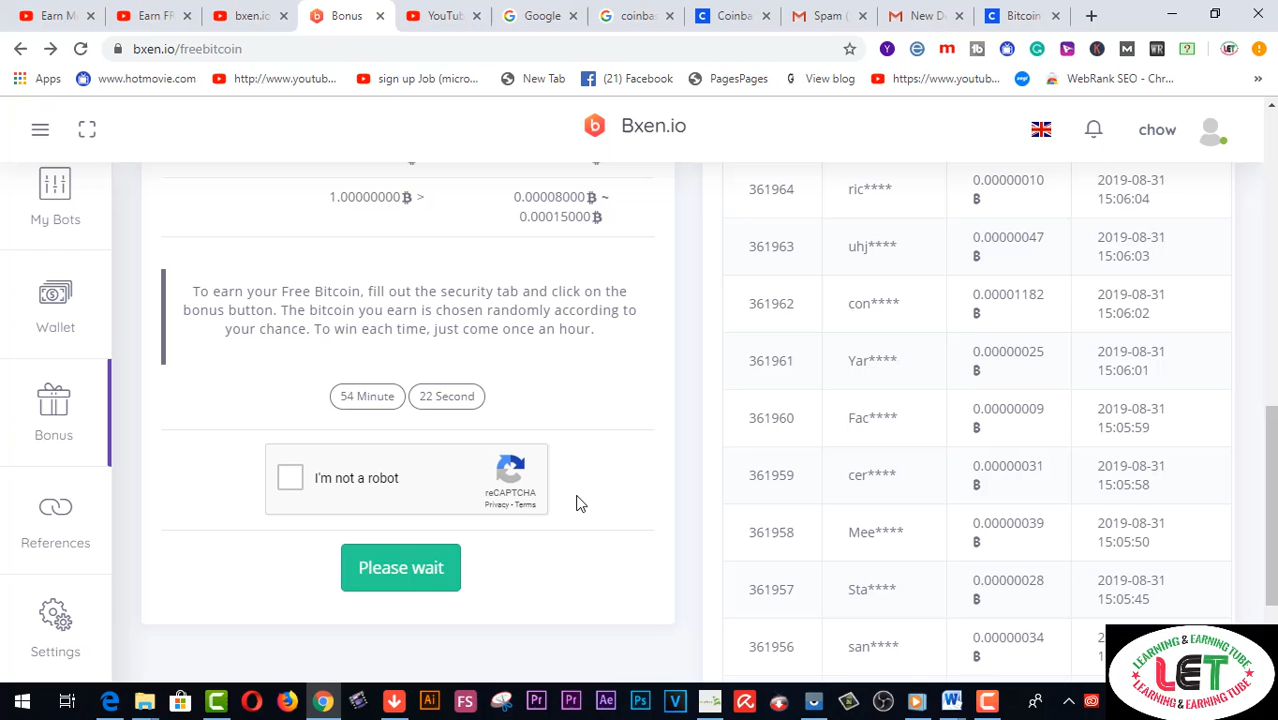 Earn M
Earn FR
bxen.io
Bonus
YouTub
Google
coinba
Coinba
Spam (
New D
Bitcoin
bxen.io/freebitcoin
Apps
www.hotmovie.com
http://www.youtub...
sign up Job (micro...
New Tab
(21) Facebook
PagesPages
View blog
https://www.youtub...
WebRank SEO - Chr...
Bxen.io
chow
My Bots
Wallet
Bonus
References
Settings
1.00000000₿ >
0.00008000₿ ~
0.00015000₿
To earn your Free Bitcoin, fill out the security tab and click on the
bonus button. The bitcoin you earn is chosen randomly according to
your chance. To win each time, just come once an hour.
54 Minute
22 Second
I'm not a robot
reCAPTCHA
Privacy - Terms
Please wait
361964 ric**** 0.00000010 ₿ 2019-08-31 15:06:04
361963 uhj**** 0.00000047 ₿ 2019-08-31 15:06:03
361962 con**** 0.00001182 ₿ 2019-08-31 15:06:02
361961 Yar**** 0.00000025 ₿ 2019-08-31 15:06:01
361960 Fac**** 0.00000009 ₿ 2019-08-31 15:05:59
361959 cer**** 0.00000031 ₿ 2019-08-31 15:05:58
361958 Mee**** 0.00000039 ₿ 2019-08-31 15:05:50
361957 Sta**** 0.00000028 ₿ 2019-08-31 15:05:45
361956 san**** 0.00000034 ₿
LEARNING & EARNING TUBE
LET
LEARNING & EARNING TUBE